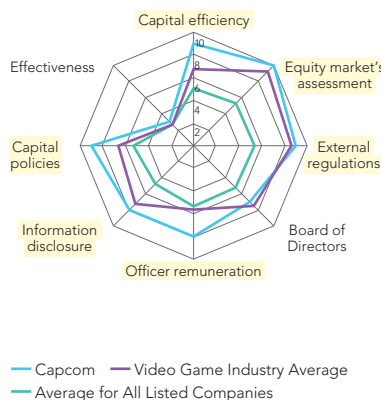 Capital efficiency
10
8
6
4
2
Effectiveness
Equity market's
assessment
Capital
policies
External
regulations
Information
disclosure
Board of
Directors
Officer remuneration
Capcom
Video Game Industry Average
Average for All Listed Companies